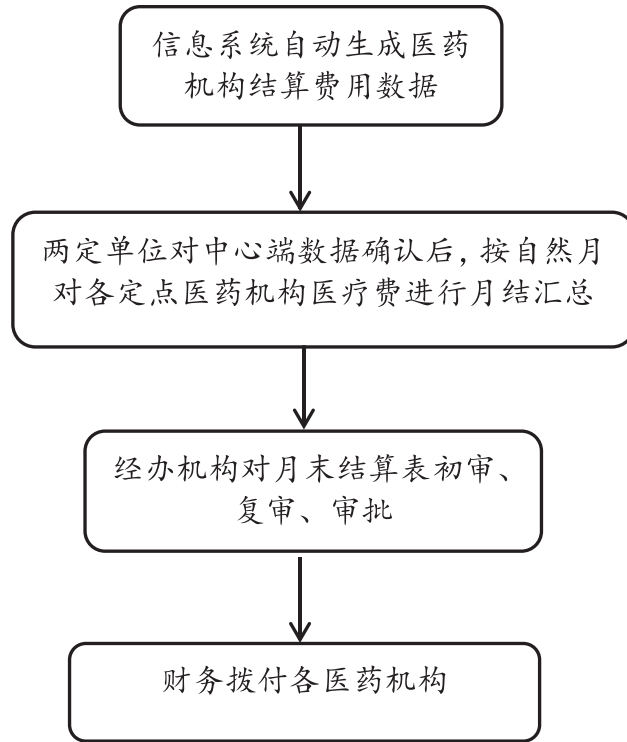 信息系统自动生成医药
机构结算费用数据
两定单位对中心端数据确认后，按自然月
对各定点医药机构医疗费进行月结汇总
经办机构对月末结算表初审、
复审、审批
财务拨付各医药机构